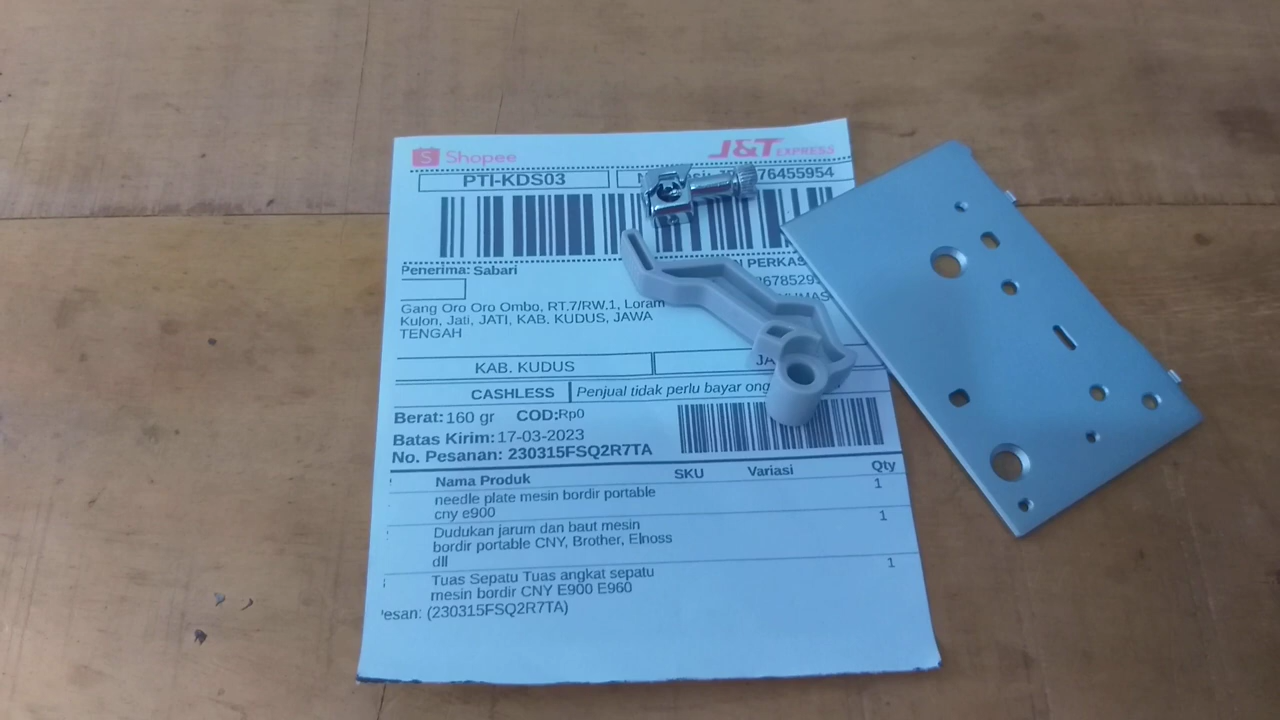 Shopee
J&T EXPRESS
PTI-KDS03
76455954
Penerima: Sabari
PERKAS
Gang Oro Oro Ombo, RT.7/RW.1, Loram
Kulon, Jati, JATI, KAB. KUDUS, JAWA
TENGAH
KAB. KUDUS
JA
CASHLESS
Penjual tidak perlu bayar ong
Berat: 160 gr COD:Rp0
Batas Kirim: 17-03-2023
No. Pesanan: 230315FSQ2R7TA
Nama Produk SKU Variasi Qty
needle plate mesin bordir portable 1
cny e900
Dudukan jarum dan baut mesin 1
bordir portable CNY, Brother, Elnoss
dll
Tuas Sepatu Tuas angkat sepatu 1
mesin bordir CNY E900 E960
esan: (230315FSQ2R7TA)